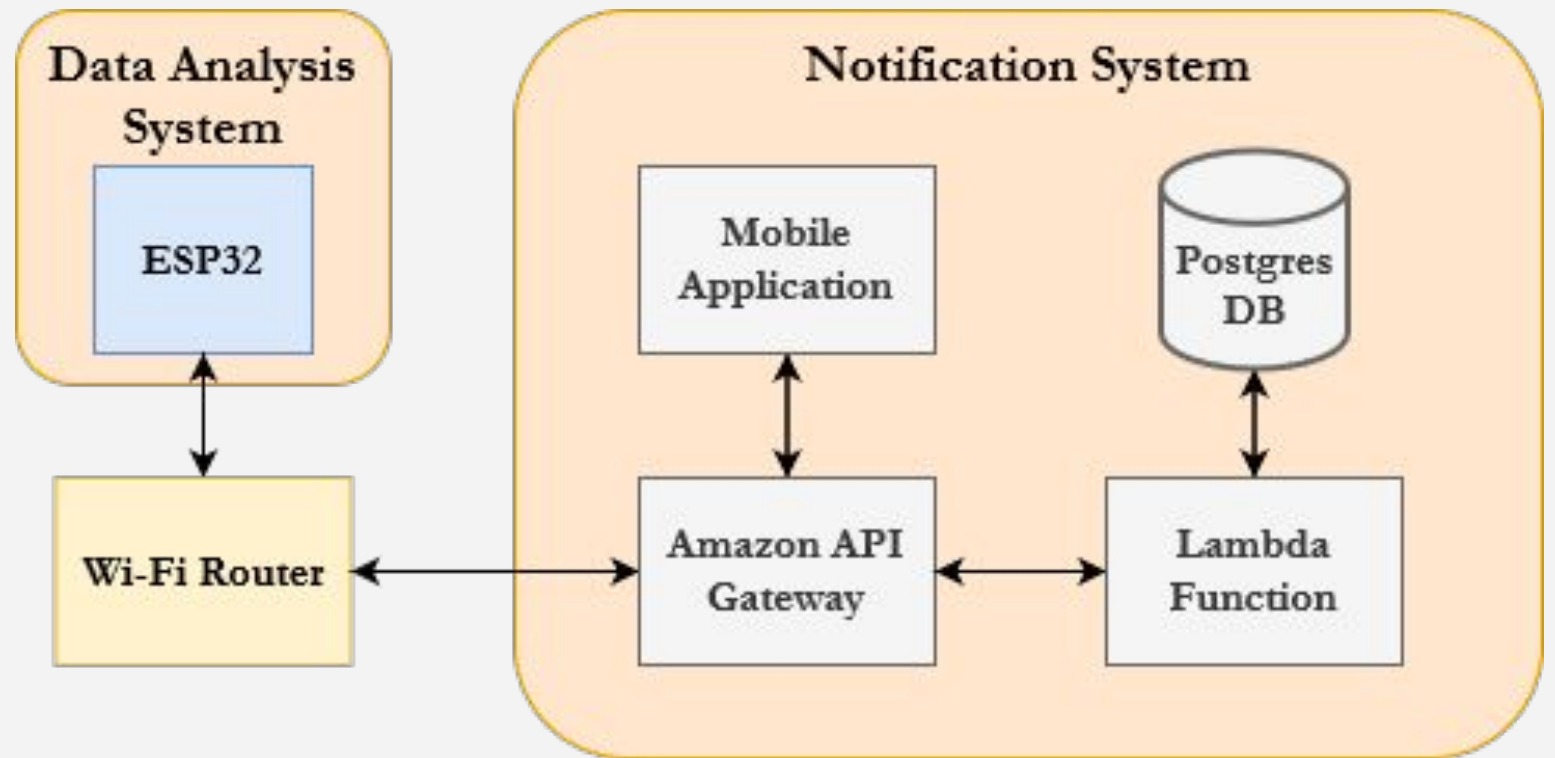 Data Analysis
System
ESP32
Wi-Fi Router
Notification System
Mobile
Application
Postgres
DB
Amazon API
Gateway
Lambda
Function